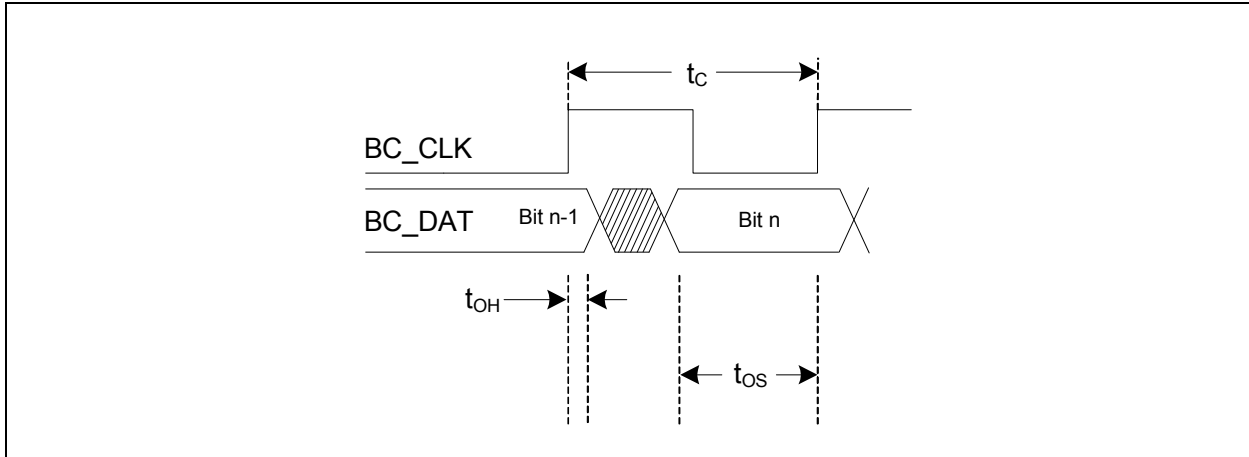 tC
BC_CLK
BC_DAT
Bit n-1
Bit n
tOH
tOS